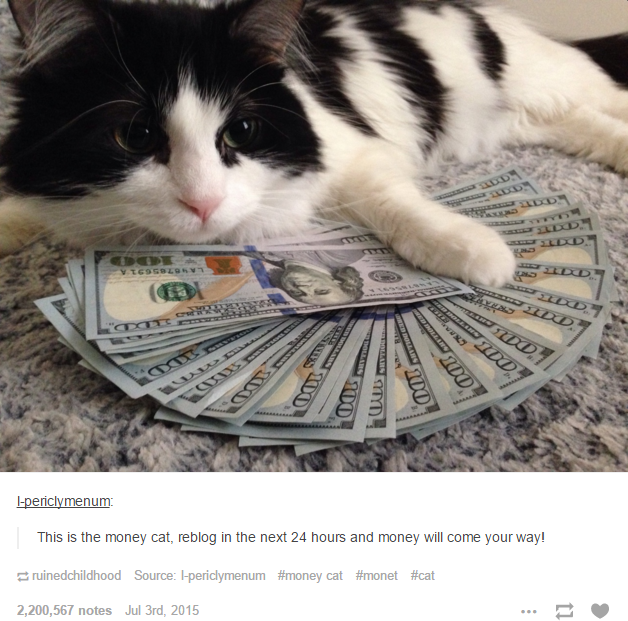 l-periclymenum:
This is the money cat, reblog in the next 24 hours and money will come your way!
ruinedchildhood Source: l-periclymenum #money cat #monet #cat
2,200,567 notes Jul 3rd, 2015